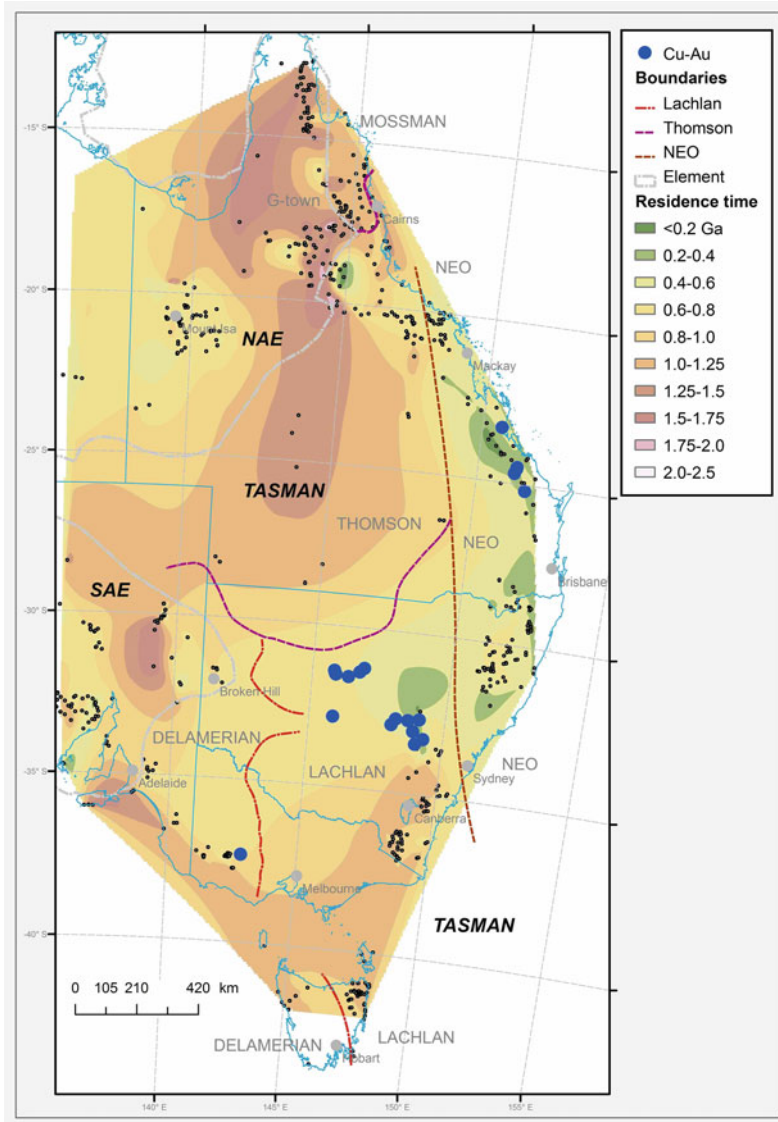 Cu-Au
Boundaries
Lachlan
Thomson
NEO
Element
Residence time
<0.2 Ga
0.2-0.4
0.4-0.6
0.6-0.8
0.8-1.0
1.0-1.25
1.25-1.5
1.5-1.75
1.75-2.0
2.0-2.5
-15° S
MOSSMAN
G-town
Cairns
NEO
-20° S
Mount Isa
NAE
Mackay
-25° S
TASMAN
THOMSON
NEO
SAE
Brisbane
-30° S
Broken Hill
DELAMERIAN
LACHLAN
NEO
-35° S
Adelaide
Sydney
Canberra
Melbourne
TASMAN
-40° S
0 105 210 420 km
DELAMERIAN
LACHLAN
Hobart
140° E
145° E
150° E
155° E